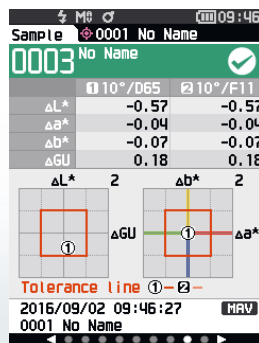 M0 09:46
Sample 0001 No Name
0003 No Name
1 10°/D65 2 10°/F11
ΔL* -0.57 -0.57
Δa* -0.04 -0.04
Δb* -0.07 -0.07
ΔGU 0.18 0.18
ΔL* 2 Δb* 2
ΔGU Δa*
① ①
Tolerance line ①- 2-
2016/09/02 09:46:27 MAV
0001 No Name